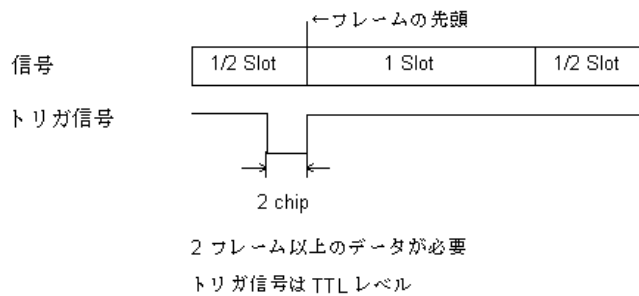 ←フレームの先頭
信号 1/2 Slot 1 Slot 1/2 Slot
トリガ信号
2 chip
2 フレーム以上のデータが必要
トリガ信号は TTL レベル